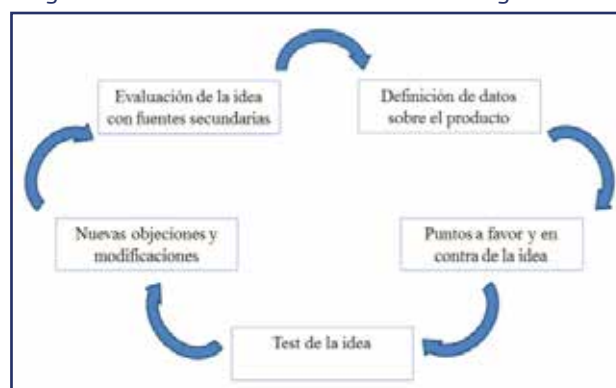 Evaluación de la idea
con fuentes secundarias
Definición de datos
sobre el producto
Puntos a favor y en
contra de la idea
Test de la idea
Nuevas objeciones y
modificaciones